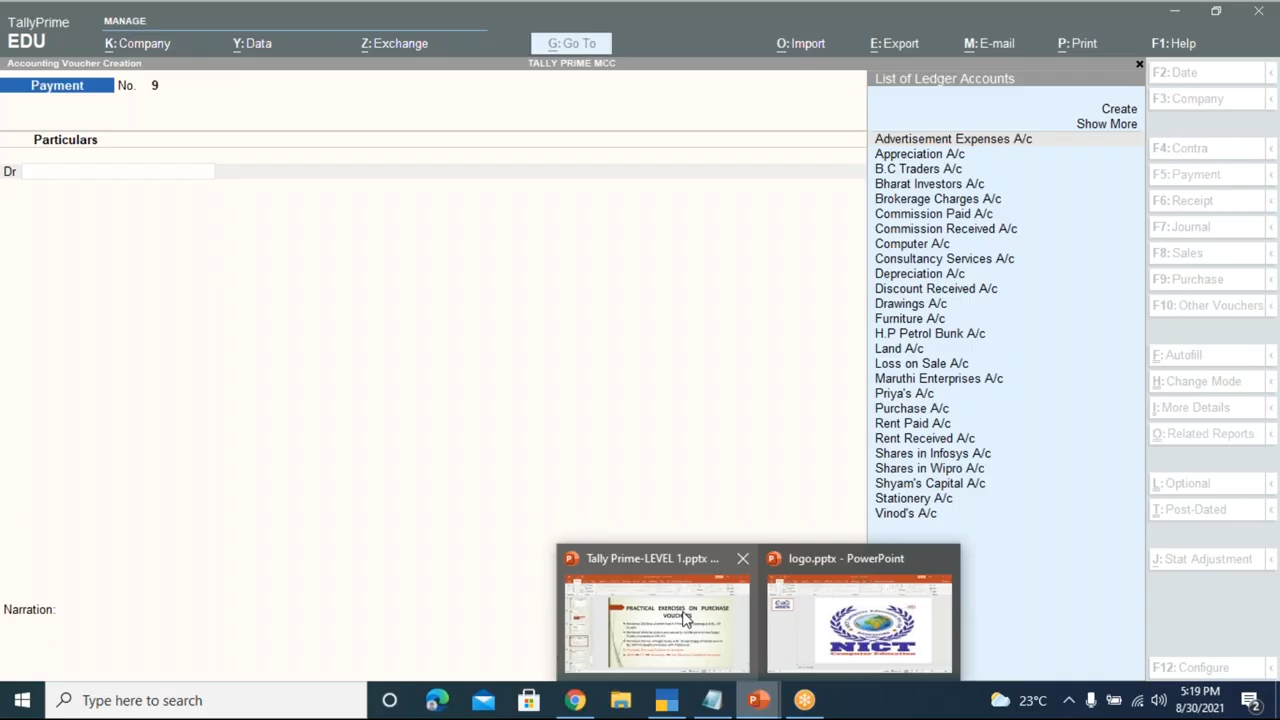 TallyPrime
EDU
MANAGE
K: Company
Y: Data
Z: Exchange
G: Go To
O: Import
E: Export
M: E-mail
P: Print
F1: Help
Accounting Voucher Creation
TALLY PRIME MCC
Payment No. 9
Particulars
Dr
Narration:
List of Ledger Accounts
Create
Show More
Advertisement Expenses A/c
Appreciation A/c
B.C Traders A/c
Bharat Investors A/c
Brokerage Charges A/c
Commission Paid A/c
Commission Received A/c
Computer A/c
Consultancy Services A/c
Depreciation A/c
Discount Received A/c
Drawings A/c
Furniture A/c
H.P Petrol Bunk A/c
Land A/c
Loss on Sale A/c
Maruthi Enterprises A/c
Priya's A/c
Purchase A/c
Rent Paid A/c
Rent Received A/c
Shares in Infosys A/c
Shares in Wipro A/c
Shyam's Capital A/c
Stationery A/c
Vinod's A/c
F2: Date
F3: Company
F4: Contra
F5: Payment
F6: Receipt
F7: Journal
F8: Sales
F9: Purchase
F10: Other Vouchers
F: Autofill
H: Change Mode
I: More Details
O: Related Reports
L: Optional
T: Post-Dated
J: Stat Adjustment
F12: Configure
Tally Prime-LEVEL 1.pptx ...
logo.pptx - PowerPoint
PRACTICAL EXERCISES ON PURCHASE
NICT
Computer Education
Type here to search
23°C
5:19 PM
8/30/2021
2